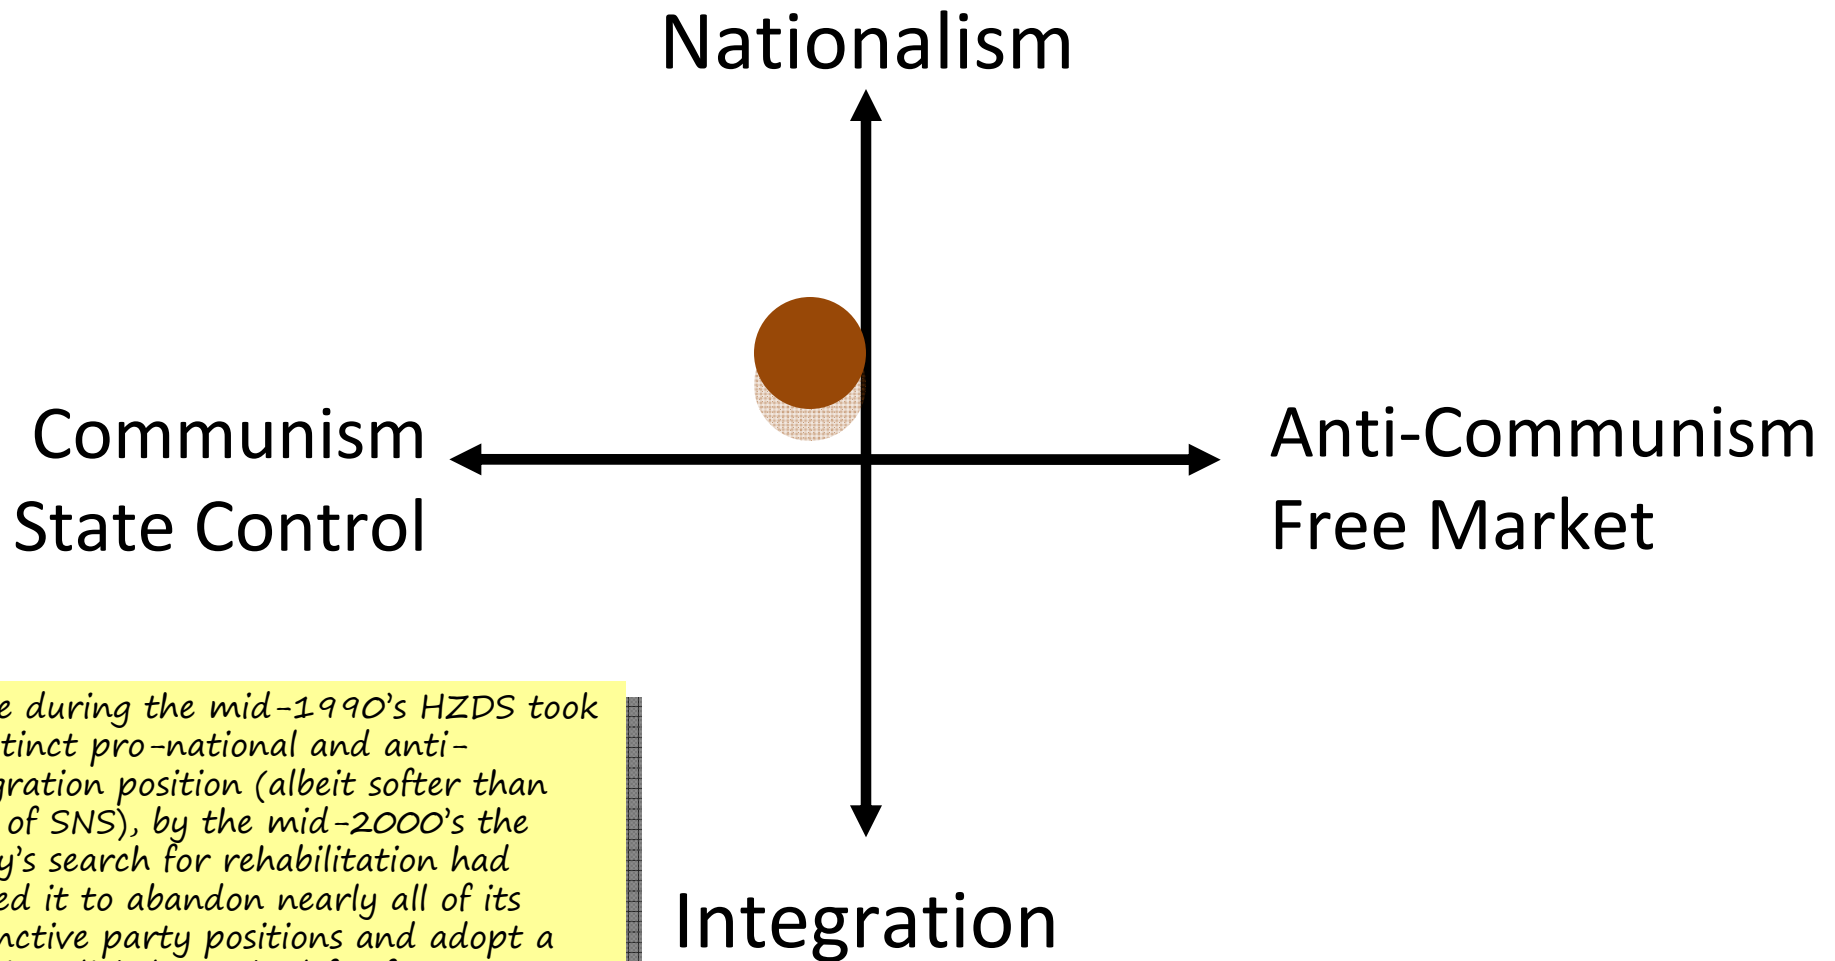 Nationalism
Communism
State Control
Anti-Communism
Free Market
e during the mid-1990's HZDS took
tinct pro-national and anti-
gration position (albeit softer than
of SNS), by the mid-2000's the
y's search for rehabilitation had
ed it to abandon nearly all of its
nctive party positions and adopt a
Integration